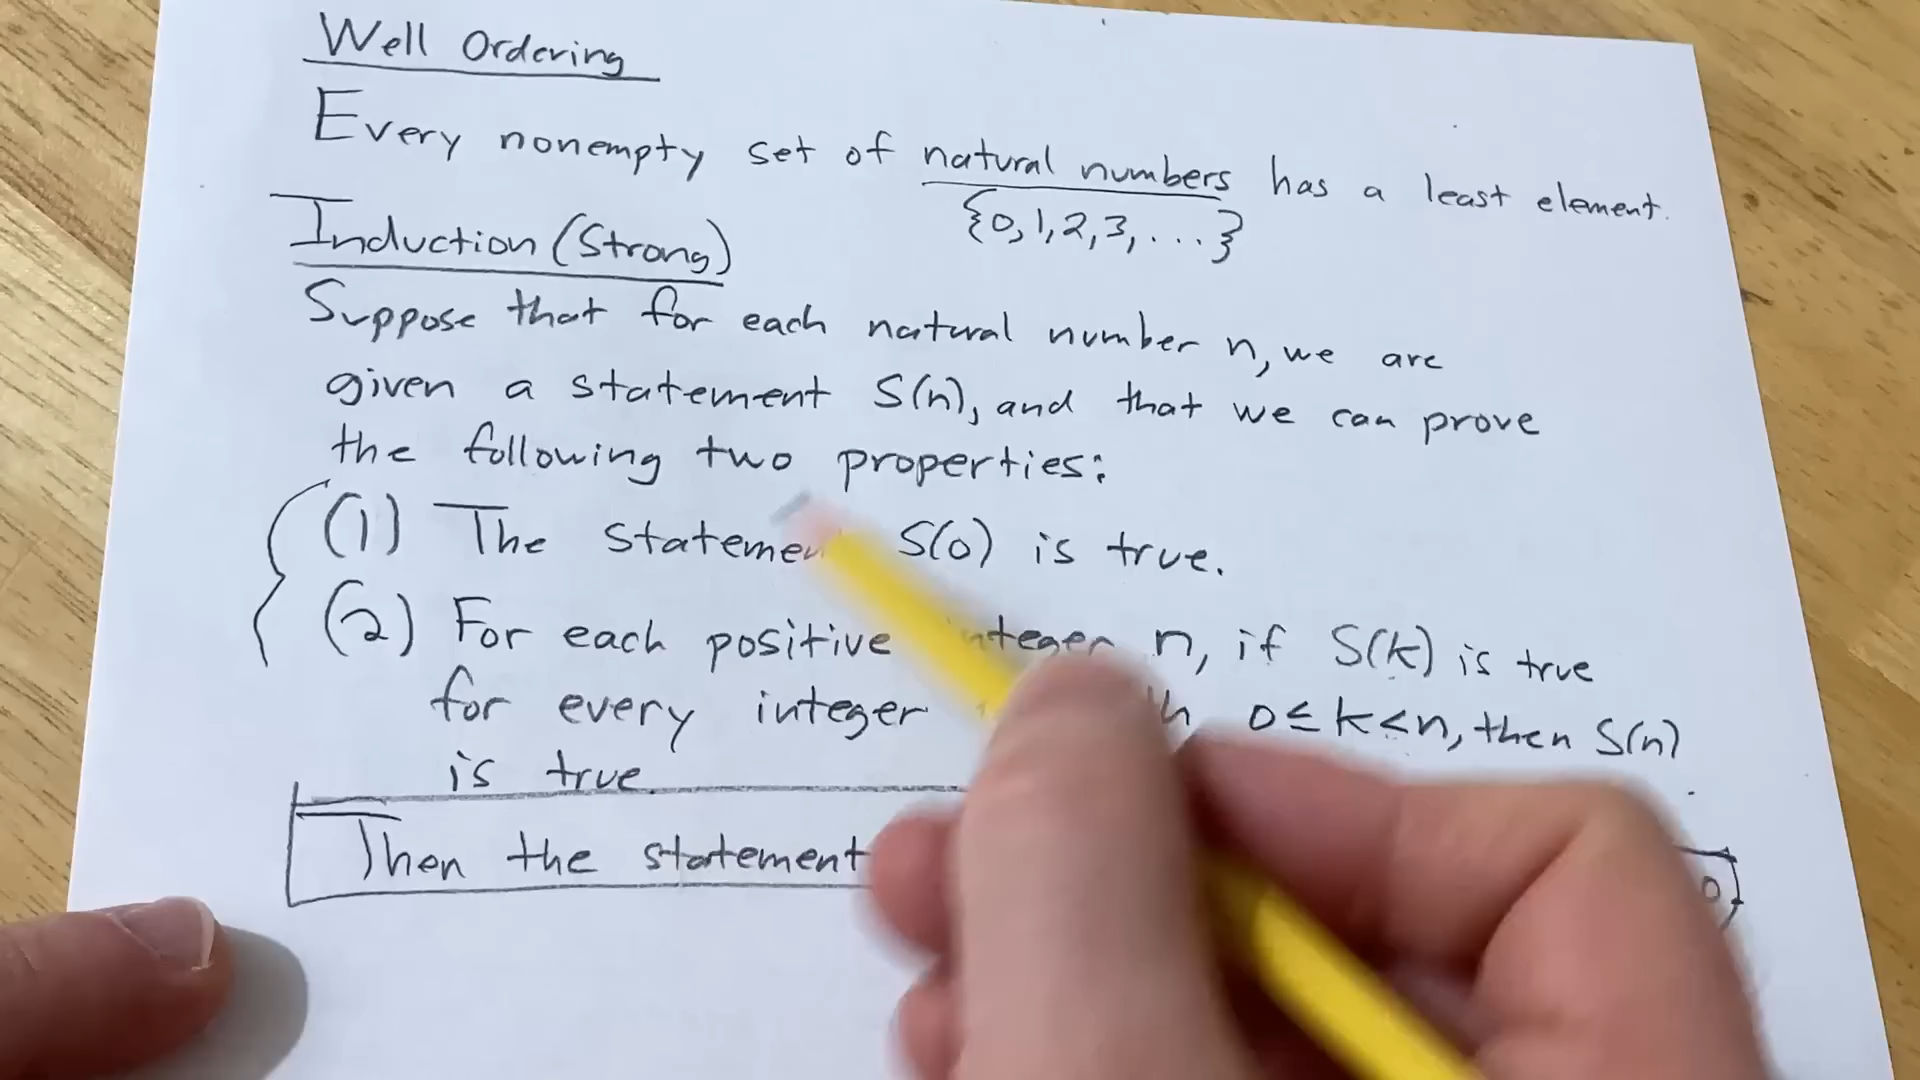 Well Ordering
Every nonempty set of natural numbers has a least element.
{0,1,2,3,...}
Induction (Strong)
Suppose that for each natural number n, we are
given a statement S(n), and that we can prove
the following two properties:
(1) The S(0) is true.
(2) For each positive n, if S(k) is true
for every integer 0≤k<n, then S(n)
is true.
Then the statement